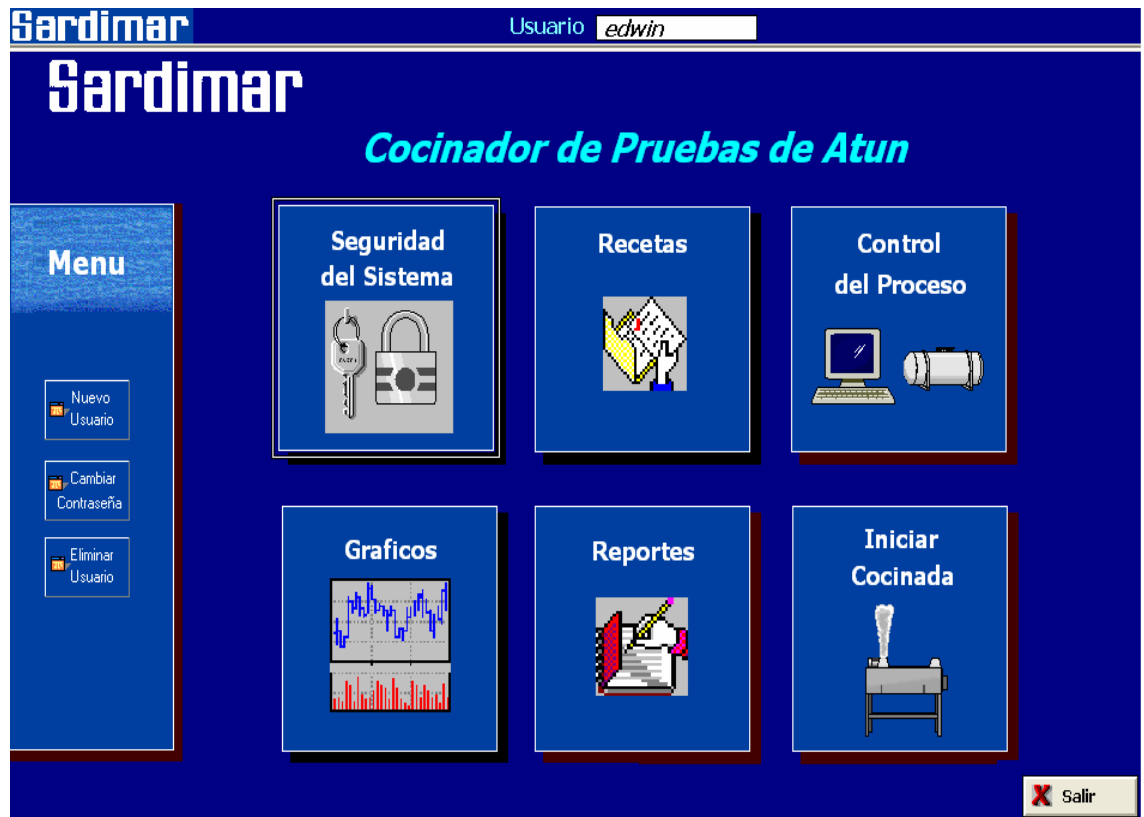 Sardimar
Usuario edwin
Sardimar
Cocinador de Pruebas de Atun
Menu
Nuevo
Usuario
Cambiar
Contraseña
Eliminar
Usuario
Seguridad
del Sistema
Recetas
Control
del Proceso
Graficos
Reportes
Iniciar
Cocinada
X Salir